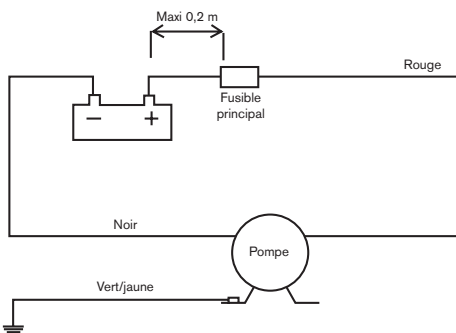 Maxi 0,2 m
Rouge
Fusible
principal
− +
Noir
Pompe
Vert/jaune